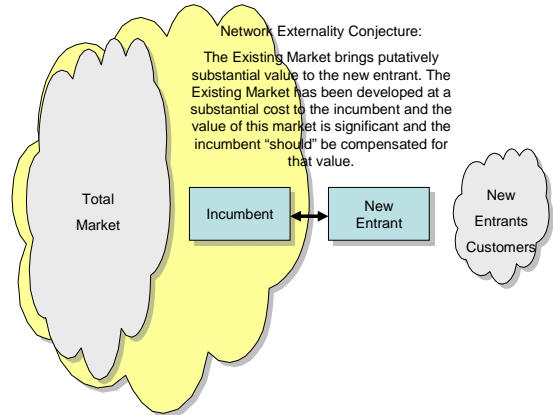 Network Externality Conjecture:
The Existing Market brings putatively
substantial value to the new entrant. The
Existing Market has been developed at a
substantial cost to the incumbent and the
value of this market is significant and the
incumbent “should” be compensated for
that value.
Total
Market
Incumbent
New
Entrant
New
Entrants
Customers